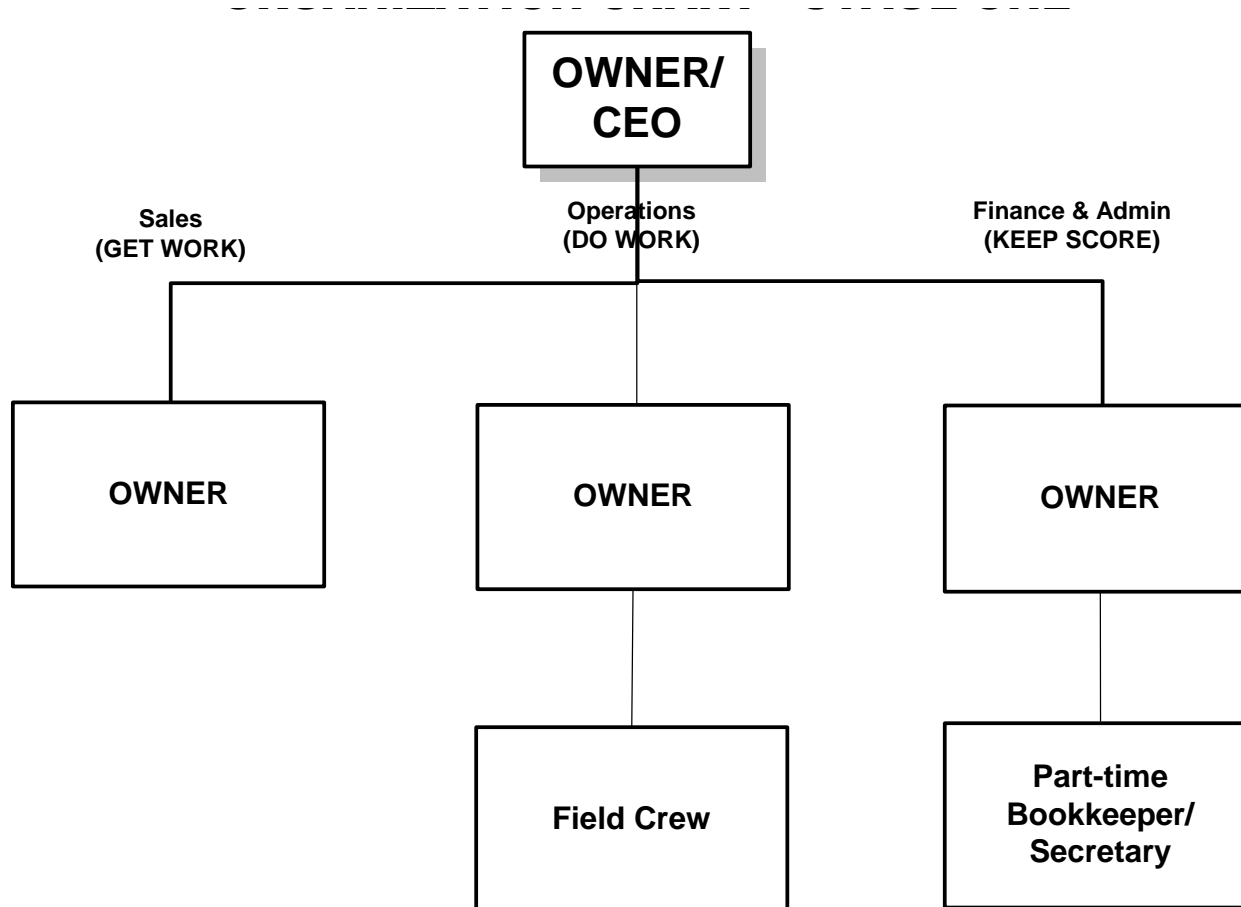 OWNER/
CEO
Sales
(GET WORK)
Operations
(DO WORK)
Finance & Admin
(KEEP SCORE)
OWNER
OWNER
OWNER
Field Crew
Part-time
Bookkeeper/
Secretary